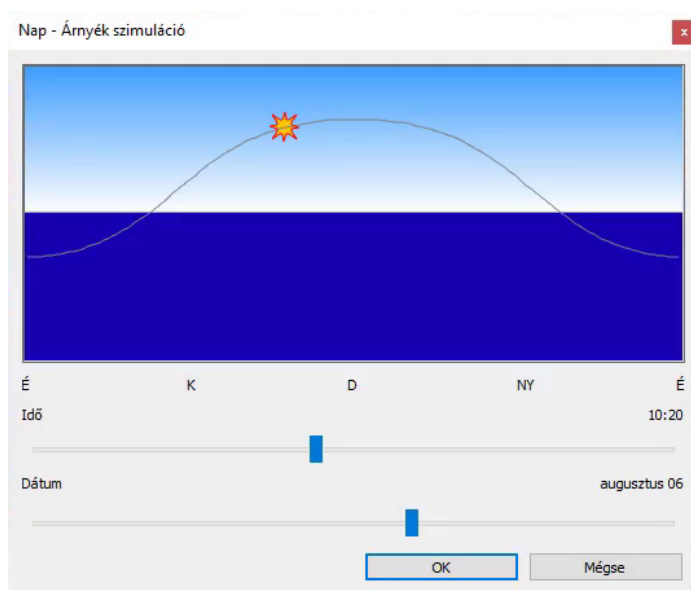 Nap - Árnyék szimuláció
x
É K D NY É
Idő 10:20
Dátum augusztus 06
OK Mégse